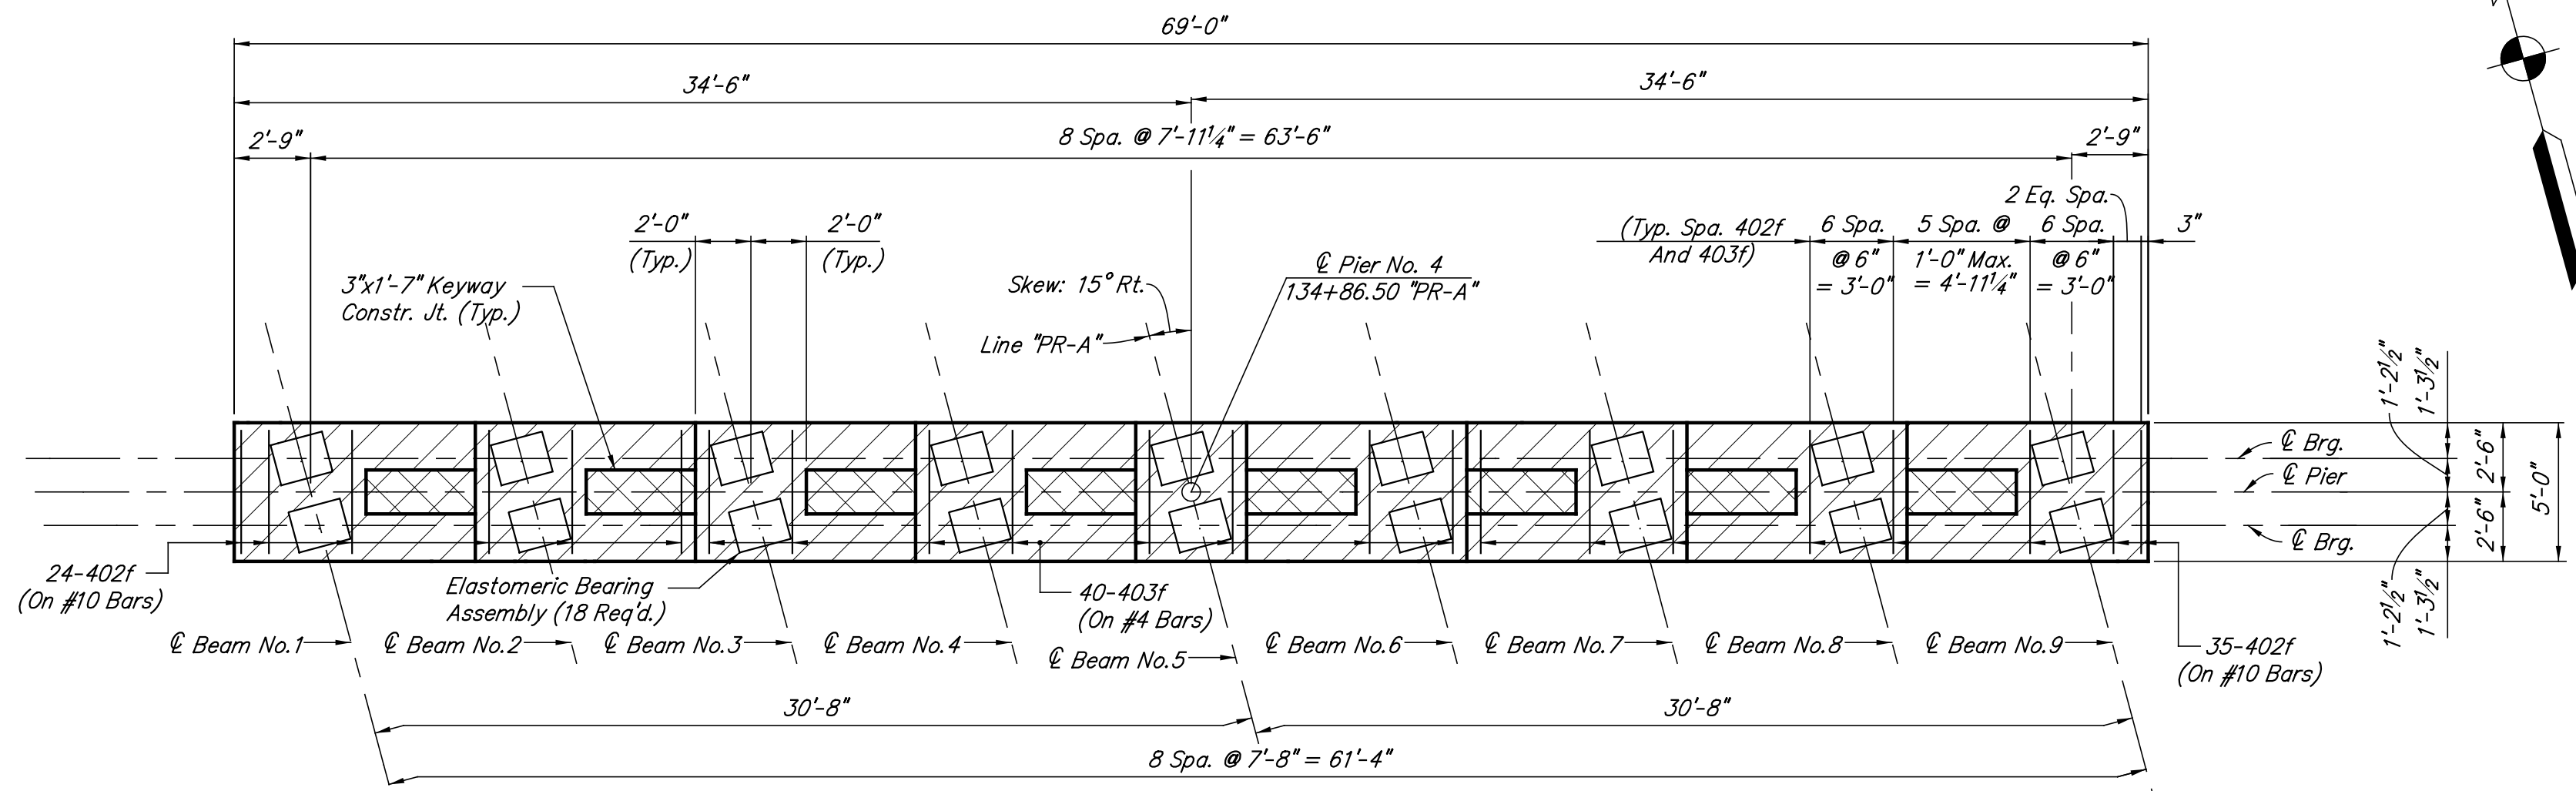 69'-0"
34'-6"
34'-6"
2'-9"
8 Spa. @ 7'-11¼" = 63'-6"
2'-9"
2 Eq. Spa.
2'-0"
(Typ.)
2'-0"
(Typ.)
(Typ. Spa. 402f
And 403f)
6 Spa.
@ 6"
= 3'-0"
5 Spa. @
1'-0" Max.
= 4'-11¼"
6 Spa.
@ 6"
= 3'-0"
3"
3"x1'-7" Keyway
Constr. Jt. (Typ.)
Skew: 15° Rt.
Line "PR-A"
℄ Pier No. 4
134+86.50 "PR-A"
1'-2½"
1'-3½"
2'-6"
5'-0"
2'-6"
1'-2½"
1'-3½"
℄ Brg.
℄ Pier
℄ Brg.
24-402f
(On #10 Bars)
Elastomeric Bearing
Assembly (18 Req'd.)
40-403f
(On #4 Bars)
35-402f
(On #10 Bars)
℄ Beam No.1
℄ Beam No.2
℄ Beam No.3
℄ Beam No.4
℄ Beam No.5
℄ Beam No.6
℄ Beam No.7
℄ Beam No.8
℄ Beam No.9
30'-8"
30'-8"
8 Spa. @ 7'-8" = 61'-4"